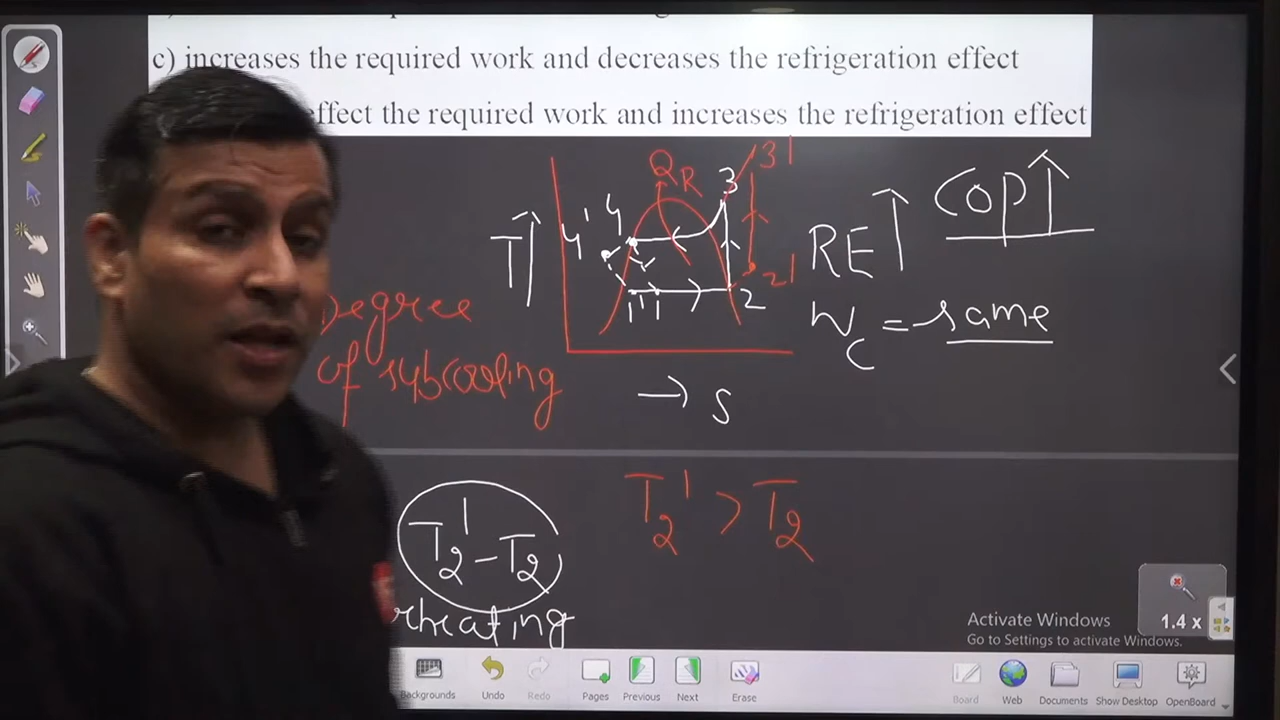 c) increases the required work and decreases the refrigeration effect
effect the required work and increases the refrigeration effect
QR
3'
3
4'
4
T
1'
1
2
2'
→ S
RE↑
COP↑
Wc = same
Degree
of subcooling
T2' - T2
T2' > T2
Activate Windows
Go to Settings to activate Windows.
1.4 x
Backgrounds
Undo
Redo
Pages
Previous
Next
Erase
Board
Web
Documents
Show Desktop
OpenBoard